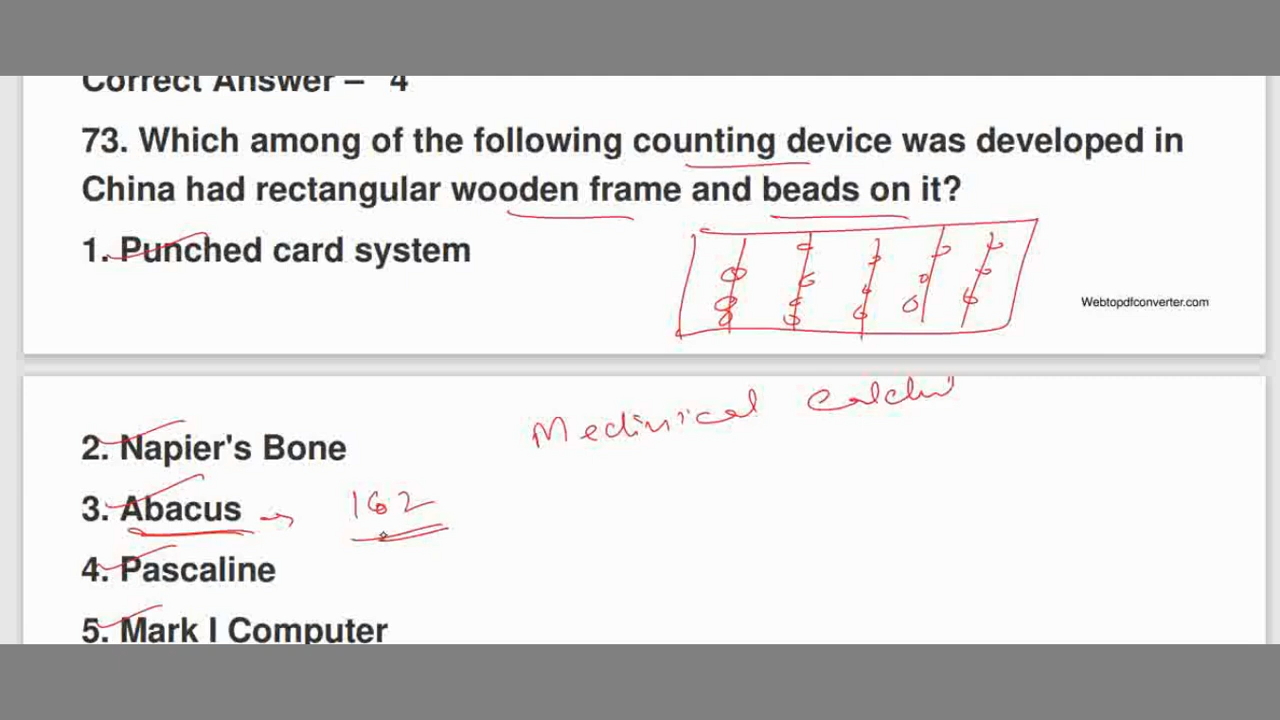 Correct Answer – 4
73. Which among of the following counting device was developed in
China had rectangular wooden frame and beads on it?
1. Punched card system
Webtopdfconverter.com
2. Napier's Bone
3. Abacus → 162
4. Pascaline
5. Mark I Computer